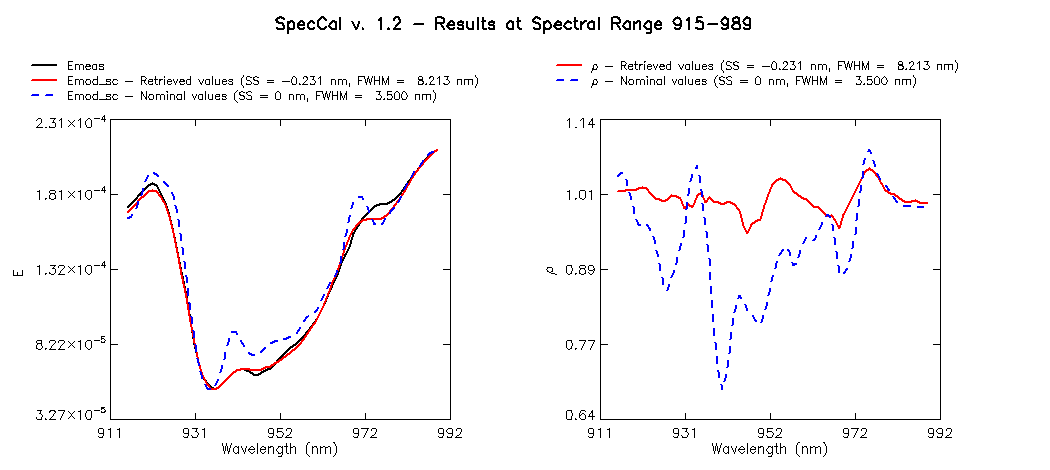 SpecCal v. 1.2 – Results at Spectral Range 915–989
Emeas
Emod_sc – Retrieved values (SS = –0.231 nm, FWHM = 8.213 nm)
Emod_sc – Nominal values (SS = 0 nm, FWHM = 3.500 nm)
2.31×10⁻⁴
1.81×10⁻⁴
1.32×10⁻⁴
8.22×10⁻⁵
3.27×10⁻⁵
E
911 931 952 972 992
Wavelength (nm)
ρ – Retrieved values (SS = –0.231 nm, FWHM = 8.213 nm)
ρ – Nominal values (SS = 0 nm, FWHM = 3.500 nm)
1.14
1.01
0.89
0.77
0.64
ρ
911 931 952 972 992
Wavelength (nm)